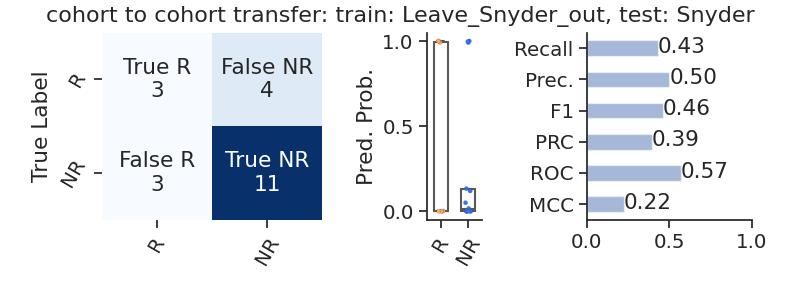 cohort to cohort transfer: train: Leave_Snyder_out, test: Snyder
True Label
R
NR
True R
3
False NR
4
False R
3
True NR
11
R
NR
Pred. Prob.
1.0
0.5
0.0
R
NR
Recall
0.43
Prec.
0.50
F1
0.46
PRC
0.39
ROC
0.57
MCC
0.22
0.0
0.5
1.0